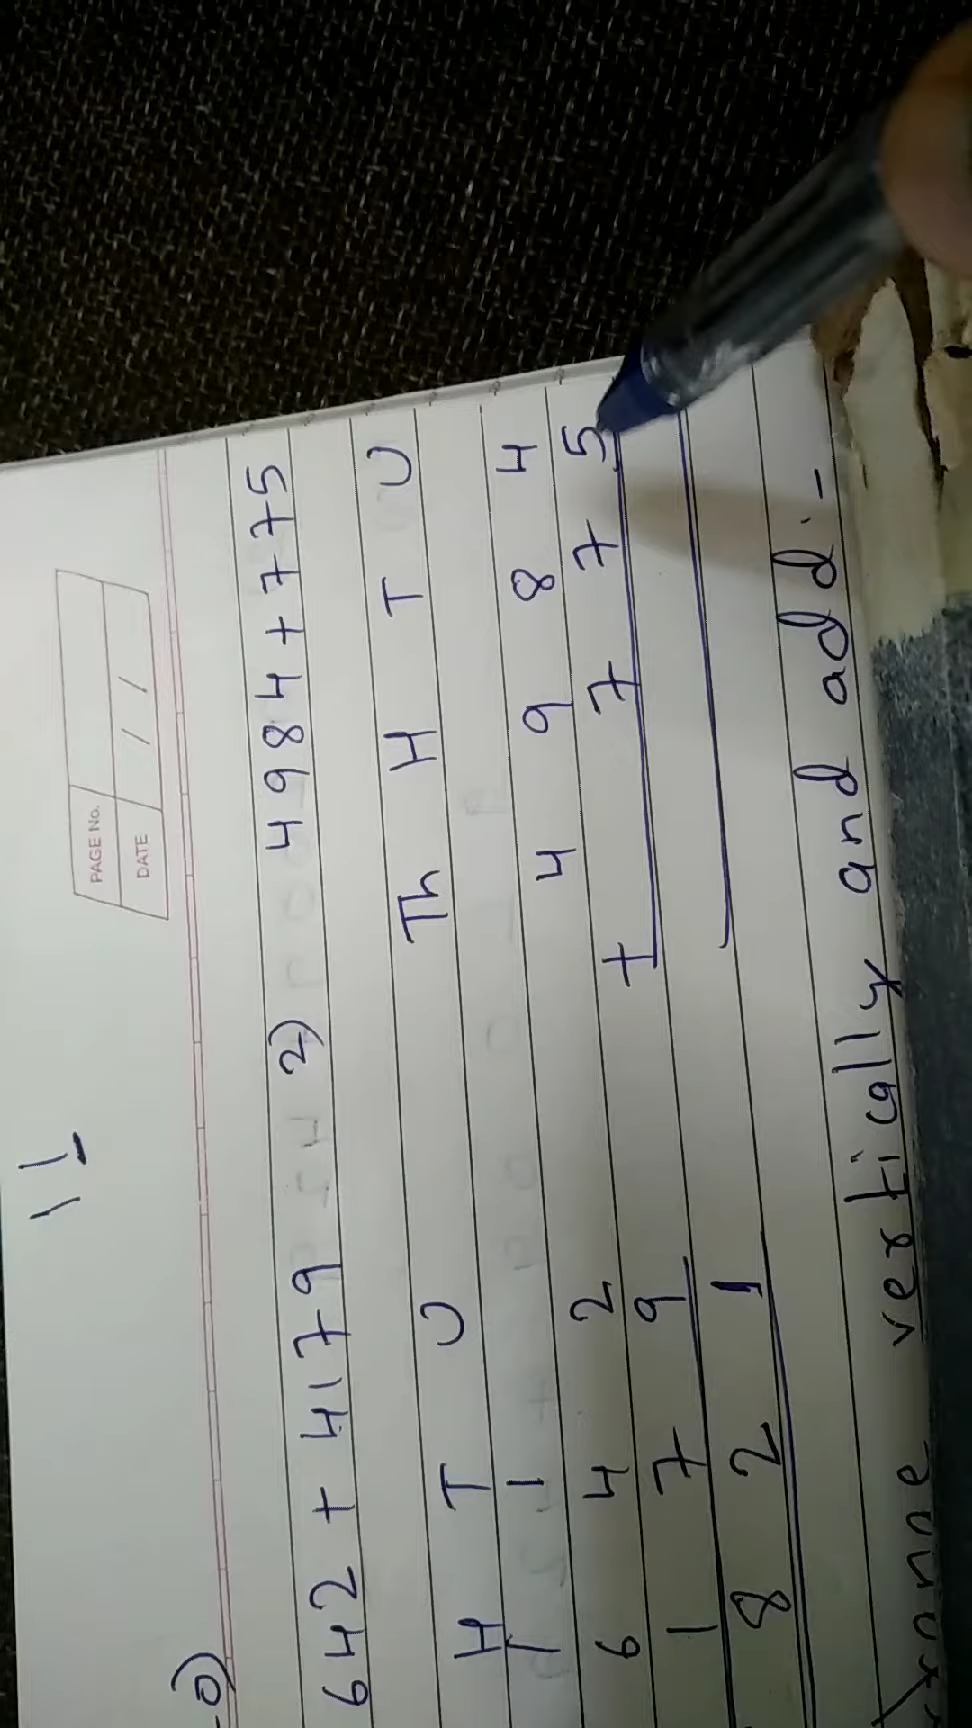 PAGE No.
DATE / /
642 + 4179 2) 4984 + 775
H T U Th H T U
1 1
6 4 2 4 9 8 4
1 7 9 + 7 7 5
8 2 1
vertically and add :-